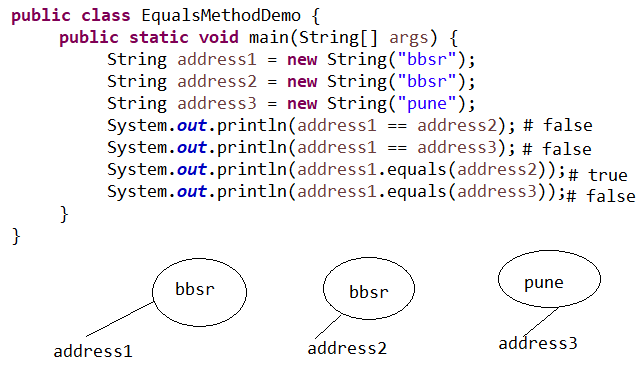 public class EqualsMethodDemo {
public static void main(String[] args) {
String address1 = new String("bbsr");
String address2 = new String("bbsr");
String address3 = new String("pune");
System.out.println(address1 == address2); # false
System.out.println(address1 == address3); # false
System.out.println(address1.equals(address2)); # true
System.out.println(address1.equals(address3)); # false
}
}
bbsr
bbsr
pune
address1
address2
address3